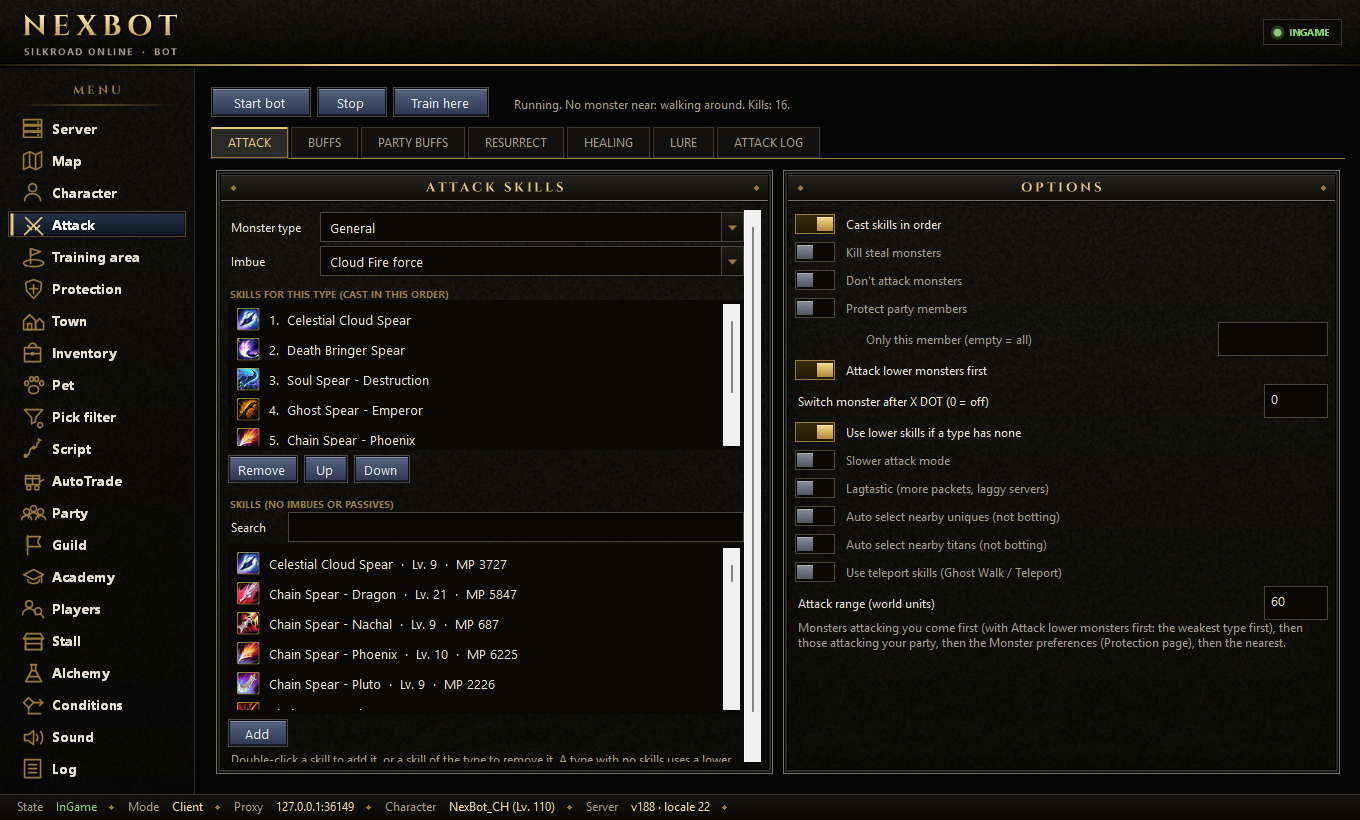 NEXBOT
SILKROAD ONLINE · BOT
INGAME
MENU
Server
Map
Character
Attack
Training area
Protection
Town
Inventory
Pet
Pick filter
Script
AutoTrade
Party
Guild
Academy
Players
Stall
Alchemy
Conditions
Sound
Log
Start bot Stop Train here Running. No monster near: walking around. Kills: 16.
ATTACK BUFFS PARTY BUFFS RESURRECT HEALING LURE ATTACK LOG
ATTACK SKILLS
Monster type General
Imbue Cloud Fire force
SKILLS FOR THIS TYPE (CAST IN THIS ORDER)
1. Celestial Cloud Spear
2. Death Bringer Spear
3. Soul Spear - Destruction
4. Ghost Spear - Emperor
5. Chain Spear - Phoenix
Remove Up Down
SKILLS (NO IMBUES OR PASSIVES)
Search
Celestial Cloud Spear · Lv. 9 · MP 3727
Chain Spear - Dragon · Lv. 21 · MP 5847
Chain Spear - Nachal · Lv. 9 · MP 687
Chain Spear - Phoenix · Lv. 10 · MP 6225
Chain Spear - Pluto · Lv. 9 · MP 2226
Add
Double-click a skill to add it, or a skill of the type to remove it. A type with no skills uses a lower
OPTIONS
Cast skills in order
Kill steal monsters
Don't attack monsters
Protect party members
Only this member (empty = all)
Attack lower monsters first
Switch monster after X DOT (0 = off) 0
Use lower skills if a type has none
Slower attack mode
Lagtastic (more packets, laggy servers)
Auto select nearby uniques (not botting)
Auto select nearby titans (not botting)
Use teleport skills (Ghost Walk / Teleport)
Attack range (world units) 60
Monsters attacking you come first (with Attack lower monsters first: the weakest type first), then
those attacking your party, then the Monster preferences (Protection page), then the nearest.
State InGame Mode Client Proxy 127.0.0.1:36149 Character NexBot_CH (Lv. 110) Server v188 · locale 22